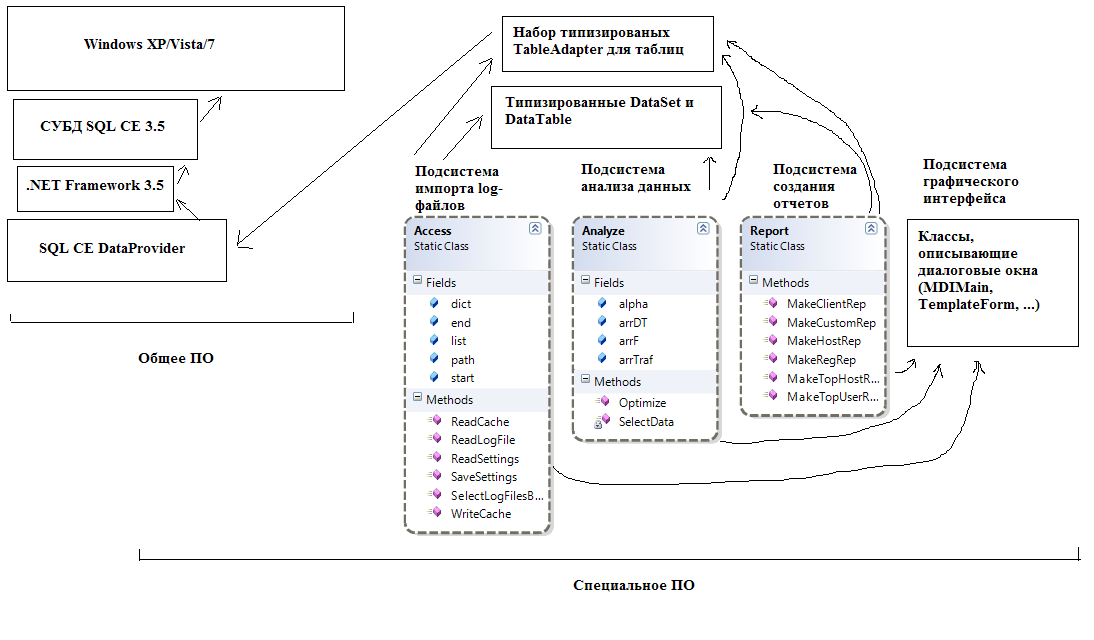 Windows XP/Vista/7
СУБД SQL CE 3.5
.NET Framework 3.5
SQL CE DataProvider
Общее ПО
Набор типизированых
TableAdapter для таблиц
Типизированные DataSet и
DataTable
Подсистема
импорта log-
файлов
Access
Static Class
Fields
dict
end
list
path
start
Methods
ReadCache
ReadLogFile
ReadSettings
SaveSettings
SelectLogFilesB...
WriteCache
Подсистема
анализа данных
Analyze
Static Class
Fields
alpha
arrDT
arrF
arrTraf
Methods
Optimize
SelectData
Подсистема
создания
отчетов
Report
Static Class
Methods
MakeClientRep
MakeCustomRep
MakeHostRep
MakeRegRep
MakeTopHostR...
MakeTopUserR...
Подсистема
графического
интерфейса
Классы,
описывающие
диалоговые окна
(MDIMain,
TemplateForm, ...)
Специальное ПО